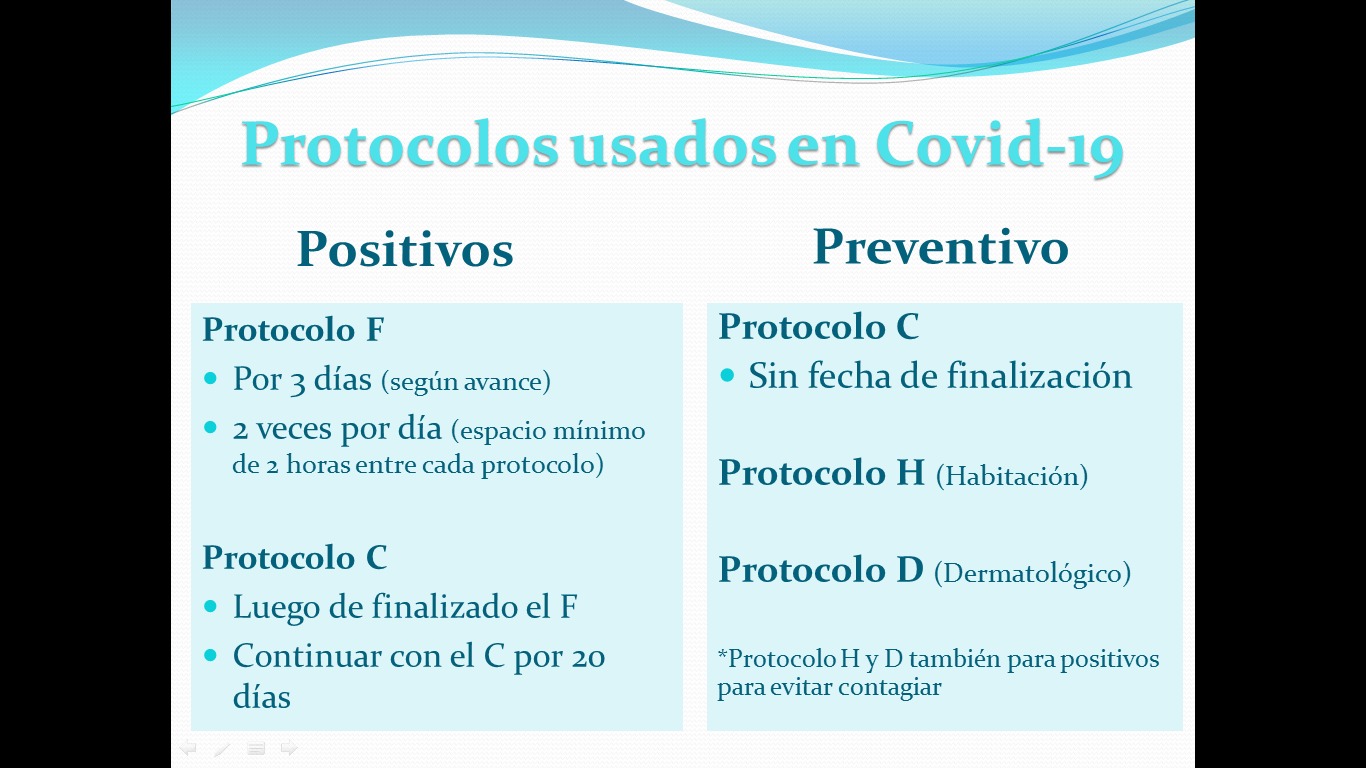 Protocolos usados en Covid-19
Positivos
Protocolo F
• Por 3 días (según avance)
• 2 veces por día (espacio mínimo
de 2 horas entre cada protocolo)
Protocolo C
• Luego de finalizado el F
• Continuar con el C por 20
días
Preventivo
Protocolo C
• Sin fecha de finalización
Protocolo H (Habitación)
Protocolo D (Dermatológico)
*Protocolo H y D también para positivos
para evitar contagiar